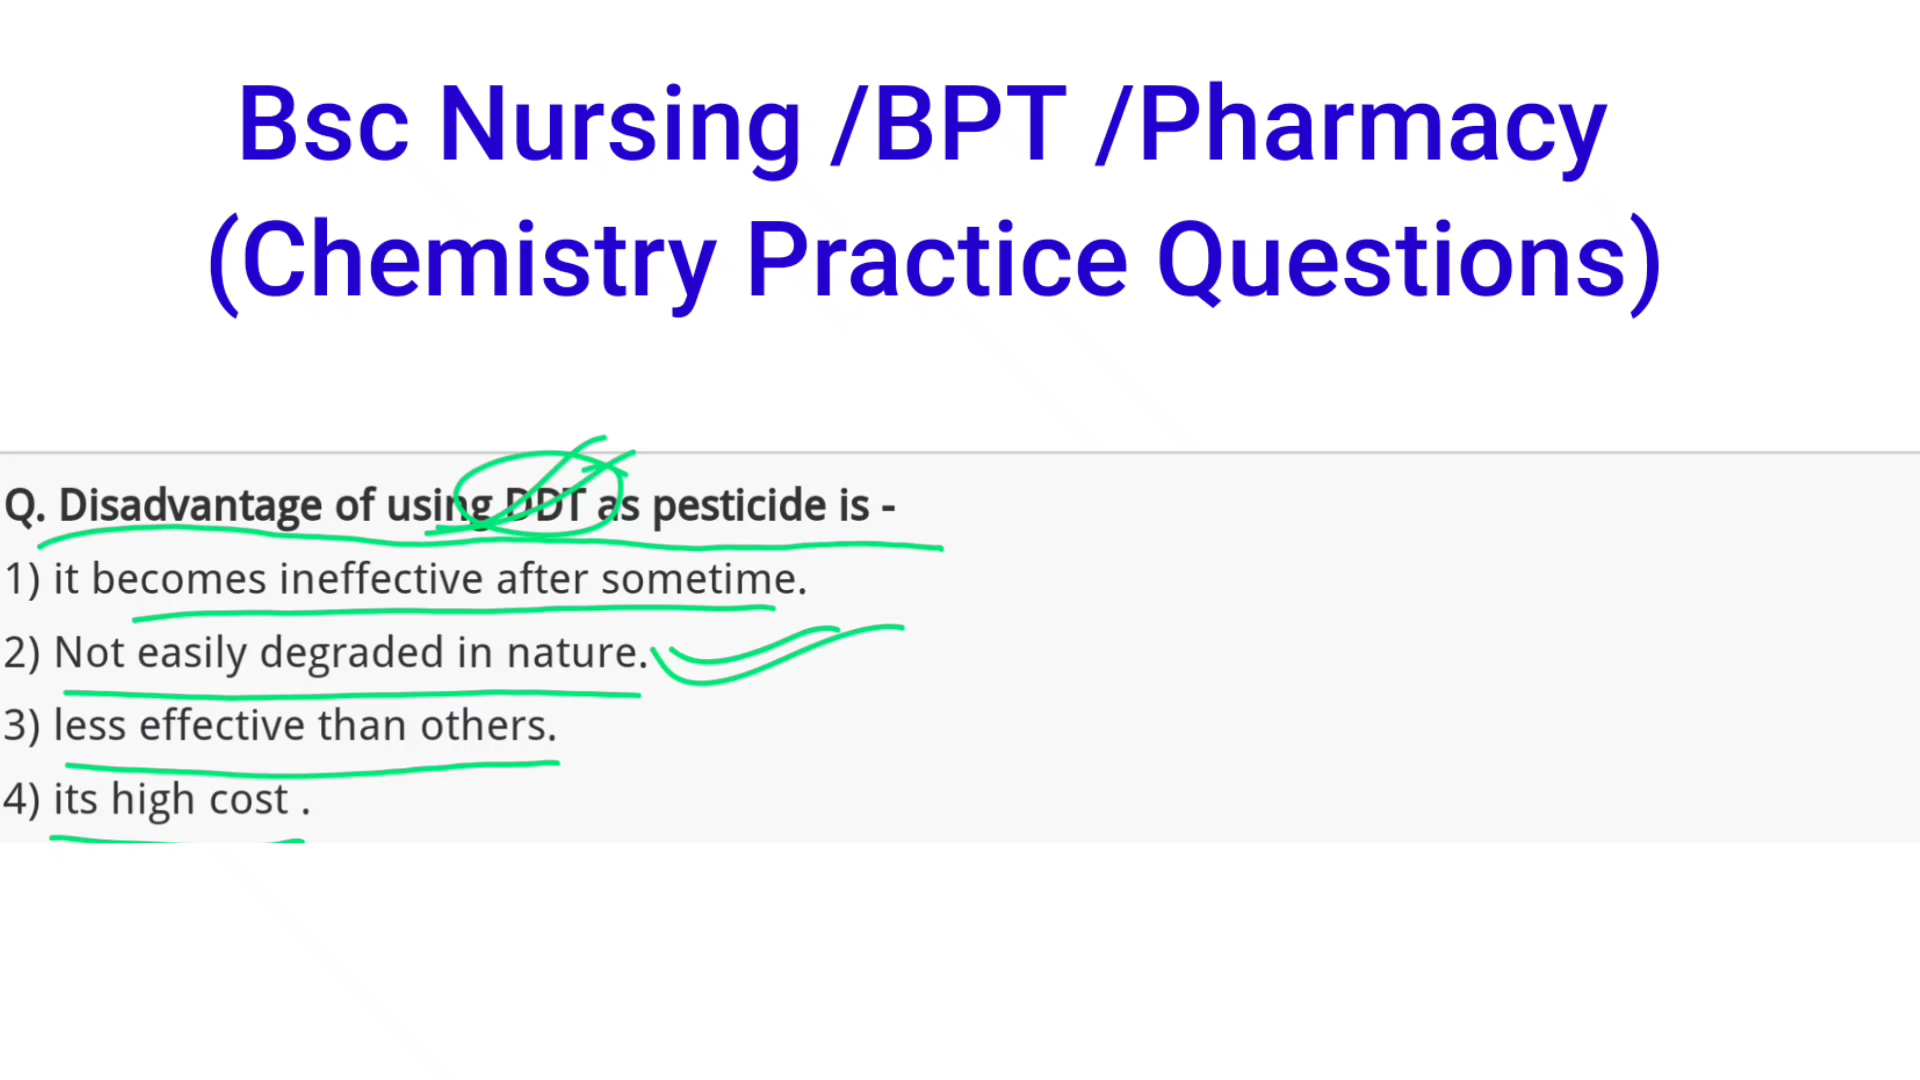 Bsc Nursing /BPT /Pharmacy
(Chemistry Practice Questions)
Q. Disadvantage of using DDT as pesticide is -
1) it becomes ineffective after sometime.
2) Not easily degraded in nature.
3) less effective than others.
4) its high cost .